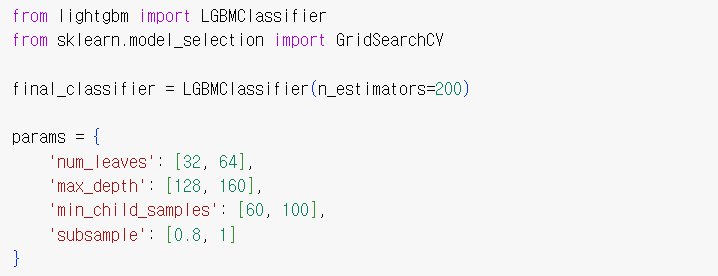 from lightgbm import LGBMClassifier
from sklearn.model_selection import GridSearchCV
final_classifier = LGBMClassifier(n_estimators=200)
params = {
    'num_leaves': [32, 64],
    'max_depth': [128, 160],
    'min_child_samples': [60, 100],
    'subsample': [0.8, 1]
}